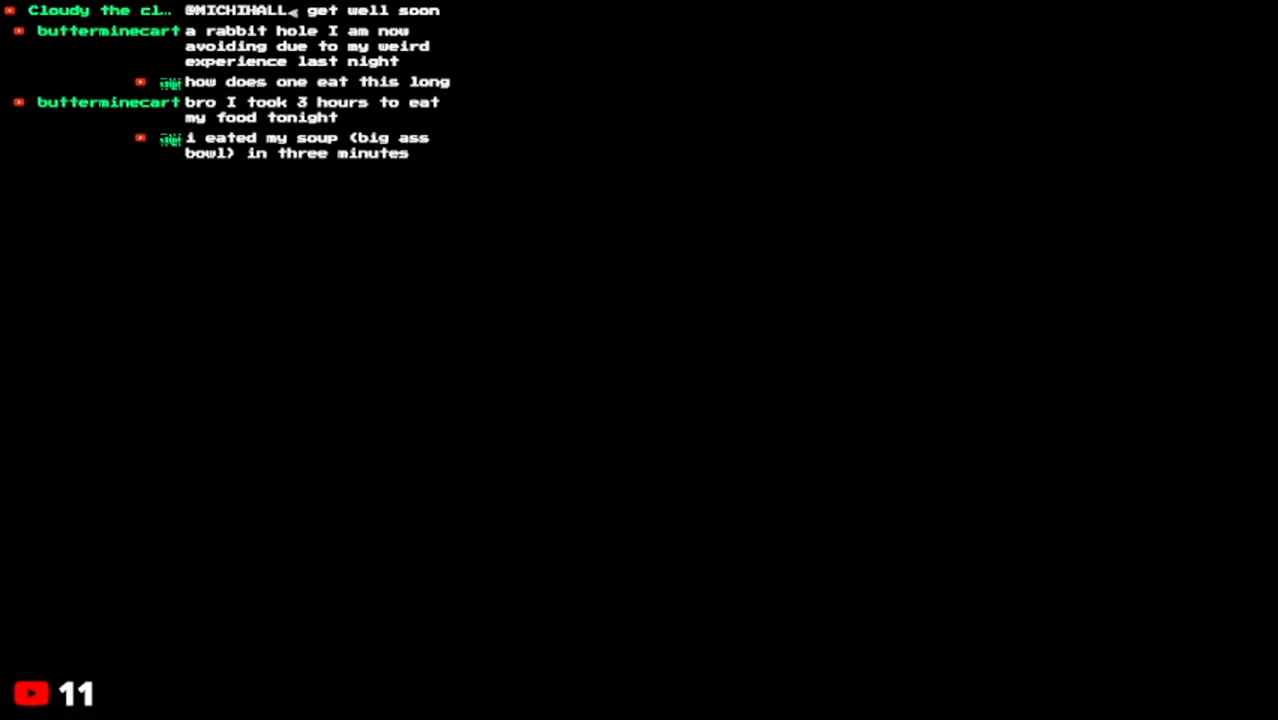 Cloudy the cl… @MICHIHALL get well soon
butterminecart a rabbit hole I am now
avoiding due to my weird
experience last night
how does one eat this long
butterminecart bro I took 3 hours to eat
my food tonight
i eated my soup (big ass
bowl) in three minutes
11